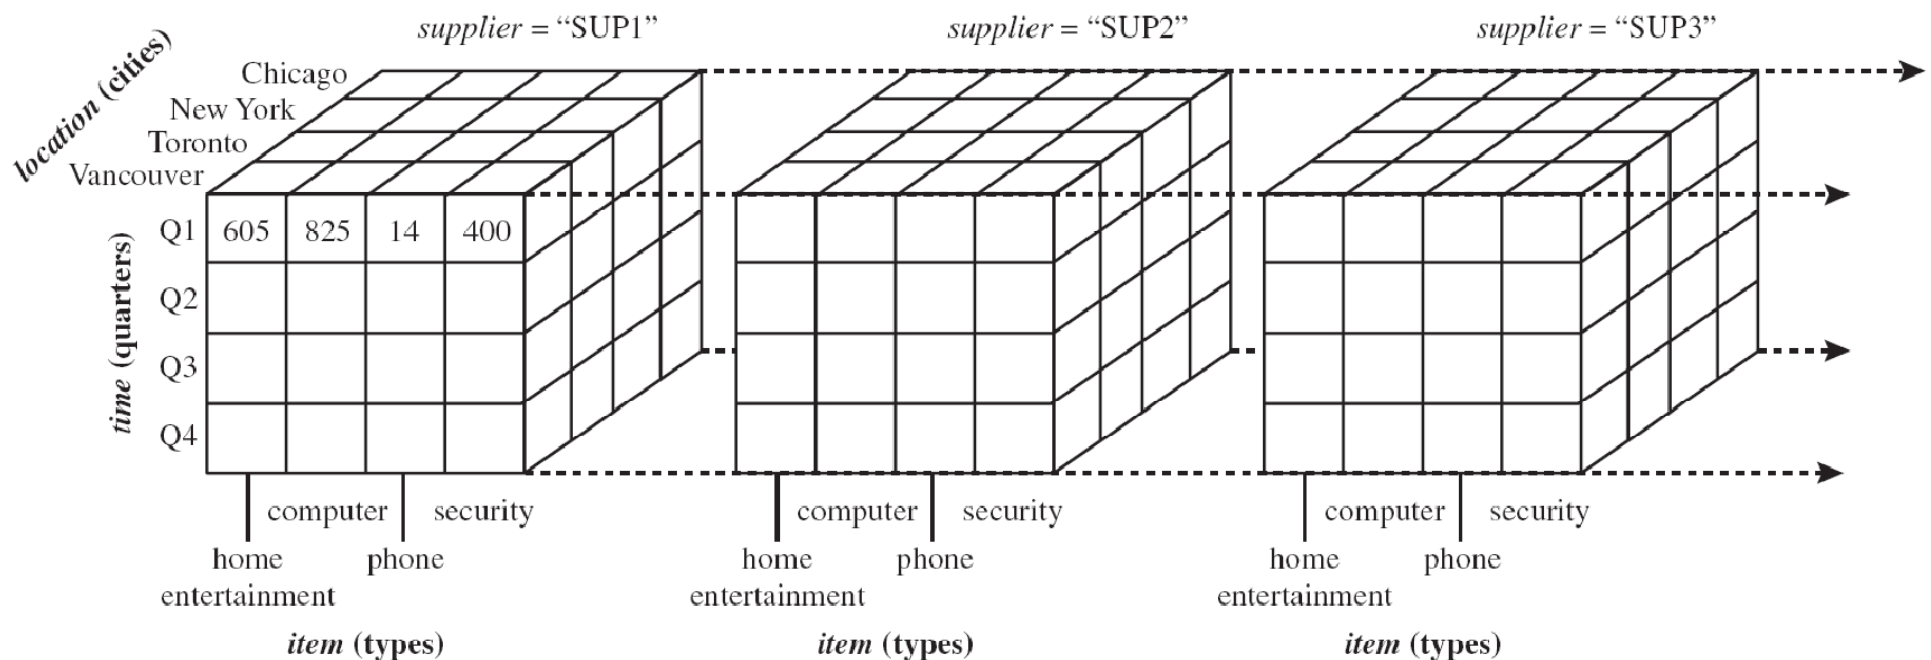 supplier = “SUP1”
supplier = “SUP2”
supplier = “SUP3”
location (cities)
Chicago
New York
Toronto
Vancouver
time (quarters)
Q1 605 825 14 400
Q2
Q3
Q4
computer security
home phone
entertainment
item (types)
computer security
home phone
entertainment
item (types)
computer security
home phone
entertainment
item (types)